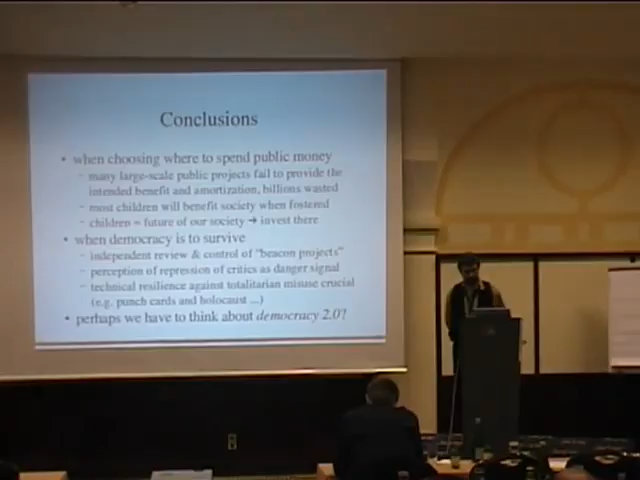 Conclusions
• when choosing where to spend public money
- many large-scale public projects fail to provide the
intended benefit and amortization, billions wasted
- most children will benefit society when fostered
- children = future of our society ➔ invest there
• when democracy is to survive
- independent review & control of "beacon projects"
- perception of repression of critics as danger signal
- technical resilience against totalitarian misuse crucial
(e.g. punch cards and holocaust ...)
• perhaps we have to think about democracy 2.0?